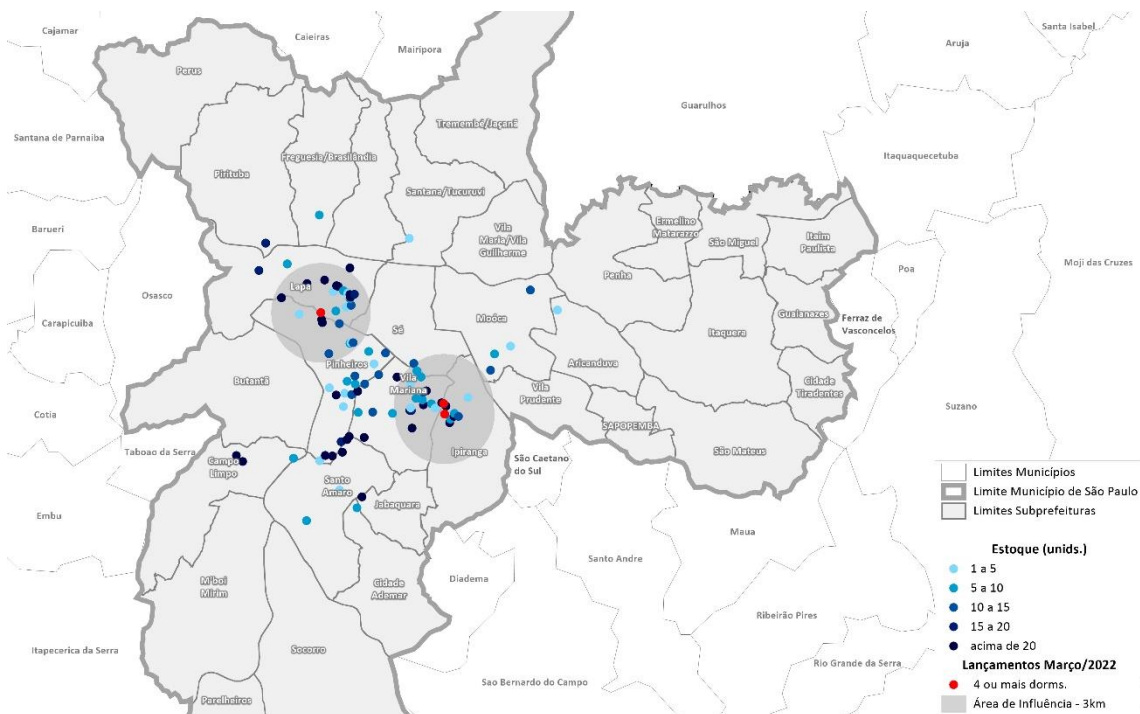 Cajamar
Caieiras
Mairipora
Santa Isabel
Aruja
Perus
Guarulhos
Santana de Parnaiba
Tremembé/Jaçanã
Freguesia/Brasilândia
Itaquaquecetuba
Pirituba
Santana/Tucuruvi
Barueri
Vila
Maria/Vila
Guilherme
Ermelino
Matarazzo
São Miguel
Itaim
Paulista
Penha
Poa
Moji das Cruzes
Osasco
Lapa
Carapicuiba
Sé
Moóca
Itaquera
Guaianazes
Ferraz de
Vasconcelos
Pinheiros
Aricanduva
Butantã
Vila
Mariana
Vila
Prudente
Cidade
Tiradentes
Suzano
Cotia
SAPOPEMBA
Taboao da Serra
Campo
Limpo
Ipiranga
São Caetano
do Sul
São Mateus
Santo
Amaro
Jabaquara
Embu
Maua
Santo Andre
Diadema
M'boi
Mirim
Cidade
Ademar
Ribeirão Pires
Itapecerica da Serra
Socorro
Rio Grande da Serra
Sao Bernardo do Campo
Parelheiros
Limites Municípios
Limite Município de São Paulo
Limites Subprefeituras
Estoque (unids.)
1 a 5
5 a 10
10 a 15
15 a 20
acima de 20
Lançamentos Março/2022
4 ou mais dorms.
Área de Influência - 3km